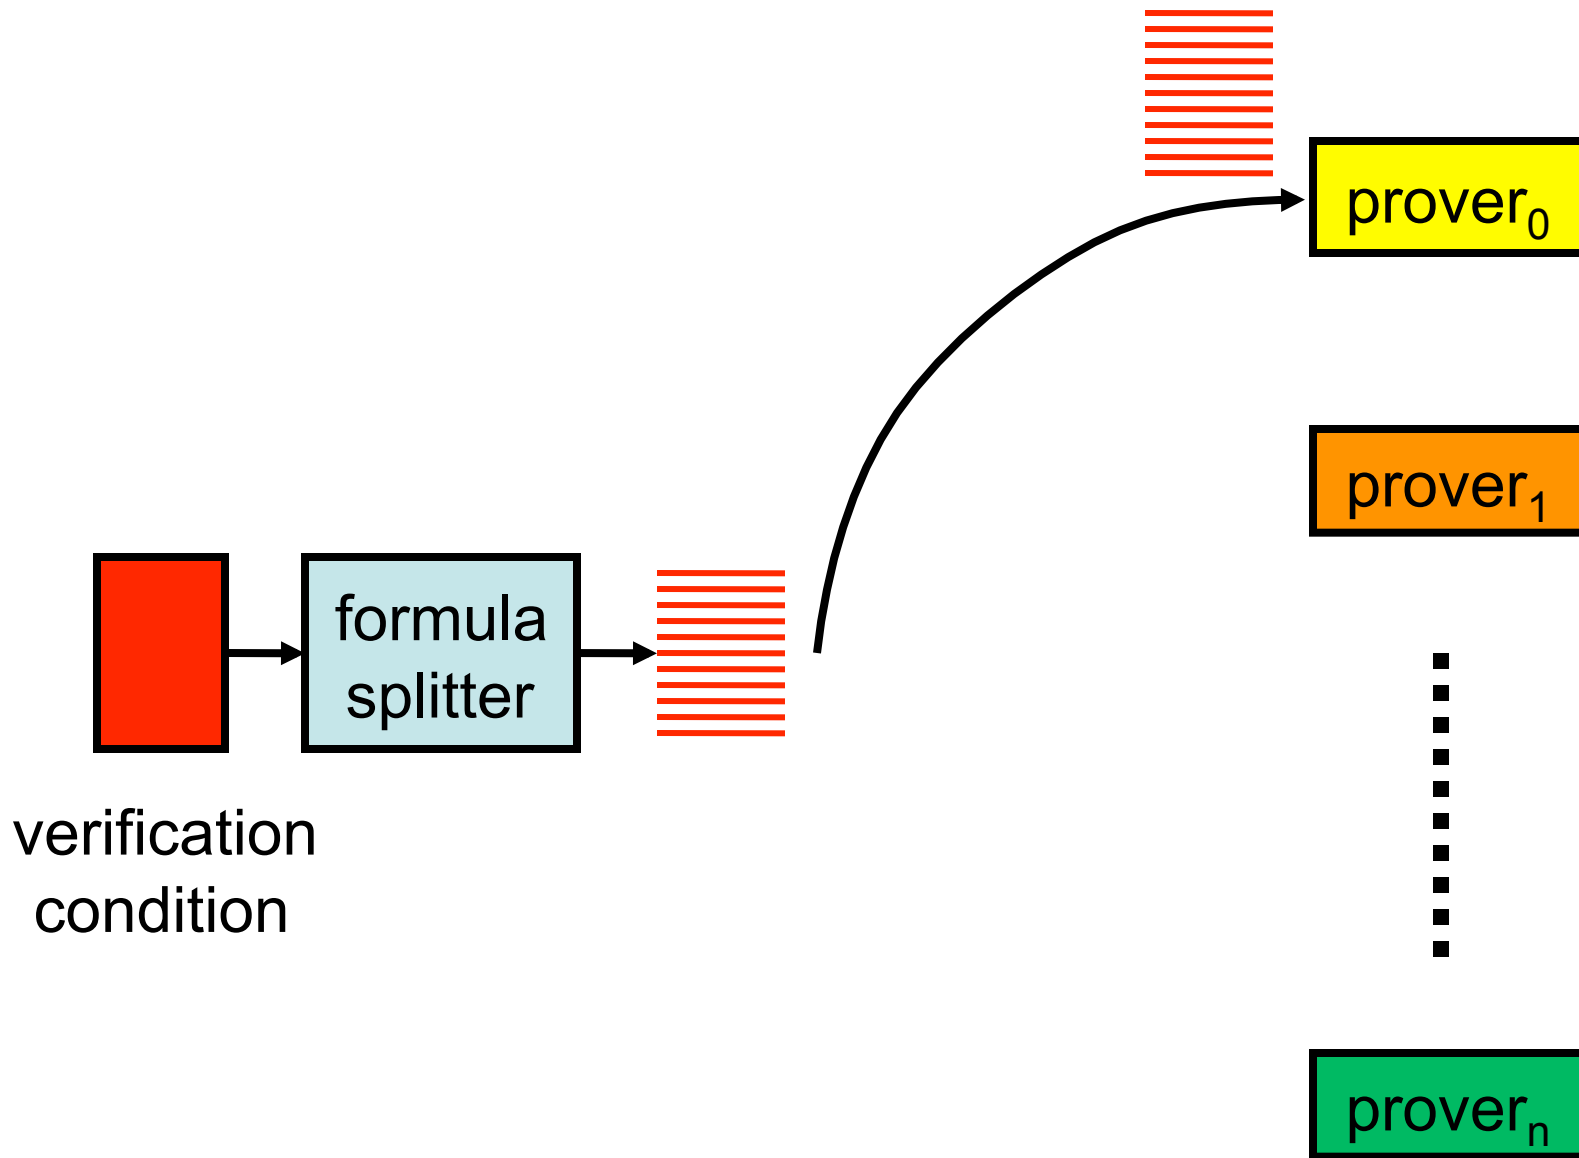 prover₀
prover₁
formula
splitter
verification
condition
proverₙ